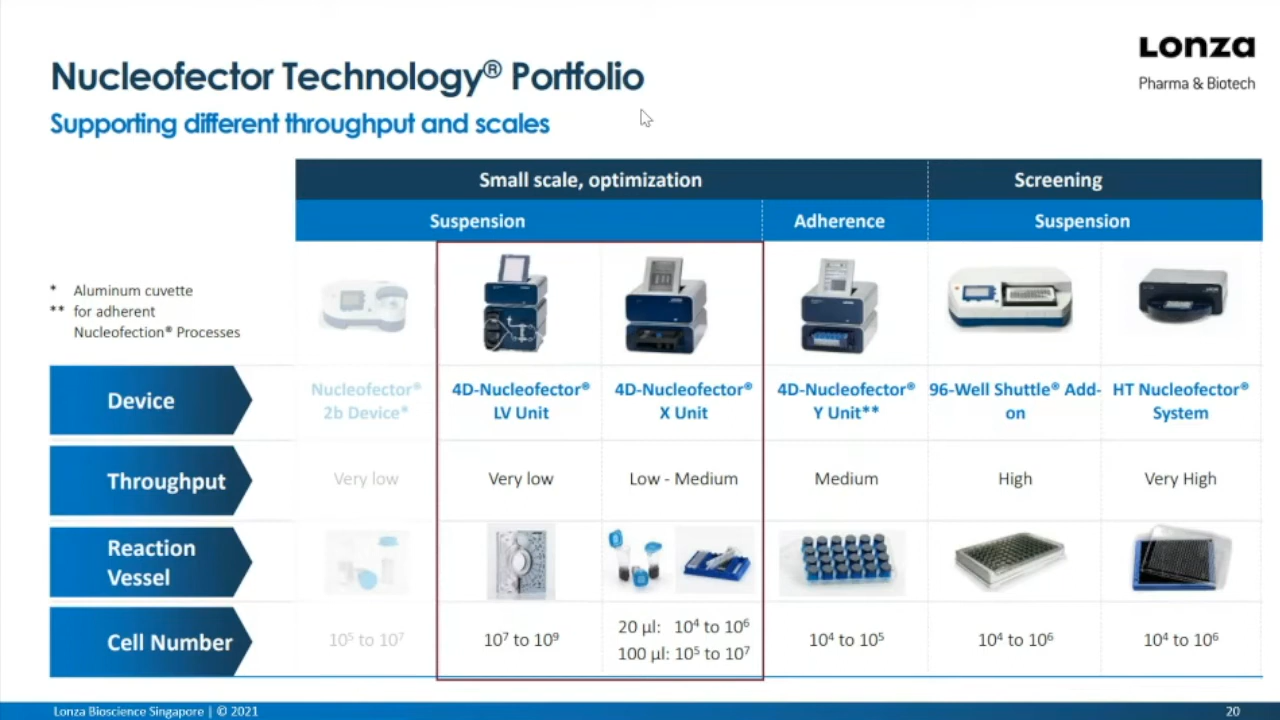 Lonza
Pharma & Biotech
Nucleofector Technology® Portfolio
Supporting different throughput and scales
Small scale, optimization
Screening
Suspension
Adherence
Suspension
* Aluminum cuvette
** for adherent
Nucleofection® Processes
Device
Nucleofector®
2b Device*
4D-Nucleofector®
LV Unit
4D-Nucleofector®
X Unit
4D-Nucleofector®
Y Unit**
96-Well Shuttle® Add-
on
HT Nucleofector®
System
Throughput
Very low
Very low
Low - Medium
Medium
High
Very High
Reaction
Vessel
Cell Number
10⁵ to 10⁷
10⁷ to 10⁹
20 µl: 10⁴ to 10⁶
100 µl: 10⁵ to 10⁷
10⁴ to 10⁵
10⁴ to 10⁶
10⁴ to 10⁶
Lonza Bioscience Singapore | © 2021
20